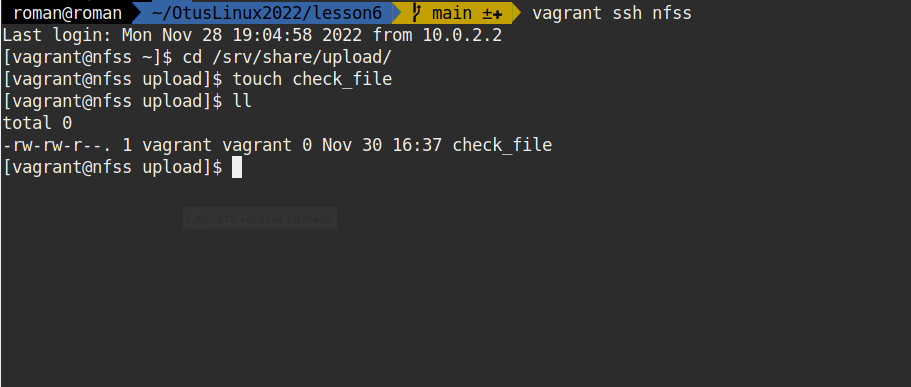 roman@roman ~/OtusLinux2022/lesson6 main ±✚ vagrant ssh nfss
Last login: Mon Nov 28 19:04:58 2022 from 10.0.2.2
[vagrant@nfss ~]$ cd /srv/share/upload/
[vagrant@nfss upload]$ touch check_file
[vagrant@nfss upload]$ ll
total 0
-rw-rw-r--. 1 vagrant vagrant 0 Nov 30 16:37 check_file
[vagrant@nfss upload]$
Сделать новый снимок